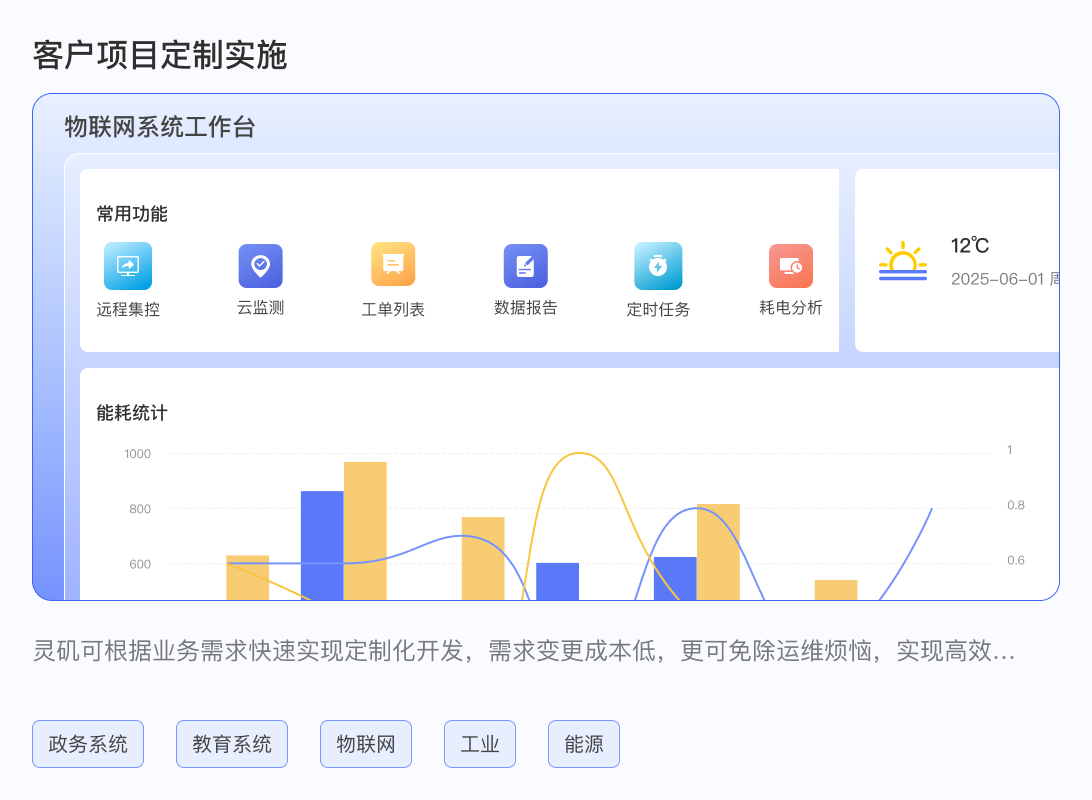 客户项目定制实施
物联网系统工作台
常用功能
远程集控 云监测 工单列表 数据报告 定时任务 耗电分析
12℃
2025-06-01 周
能耗统计
1000 1
800 0.8
600 0.6
灵矶可根据业务需求快速实现定制化开发，需求变更成本低，更可免除运维烦恼，实现高效…
政务系统 教育系统 物联网 工业 能源